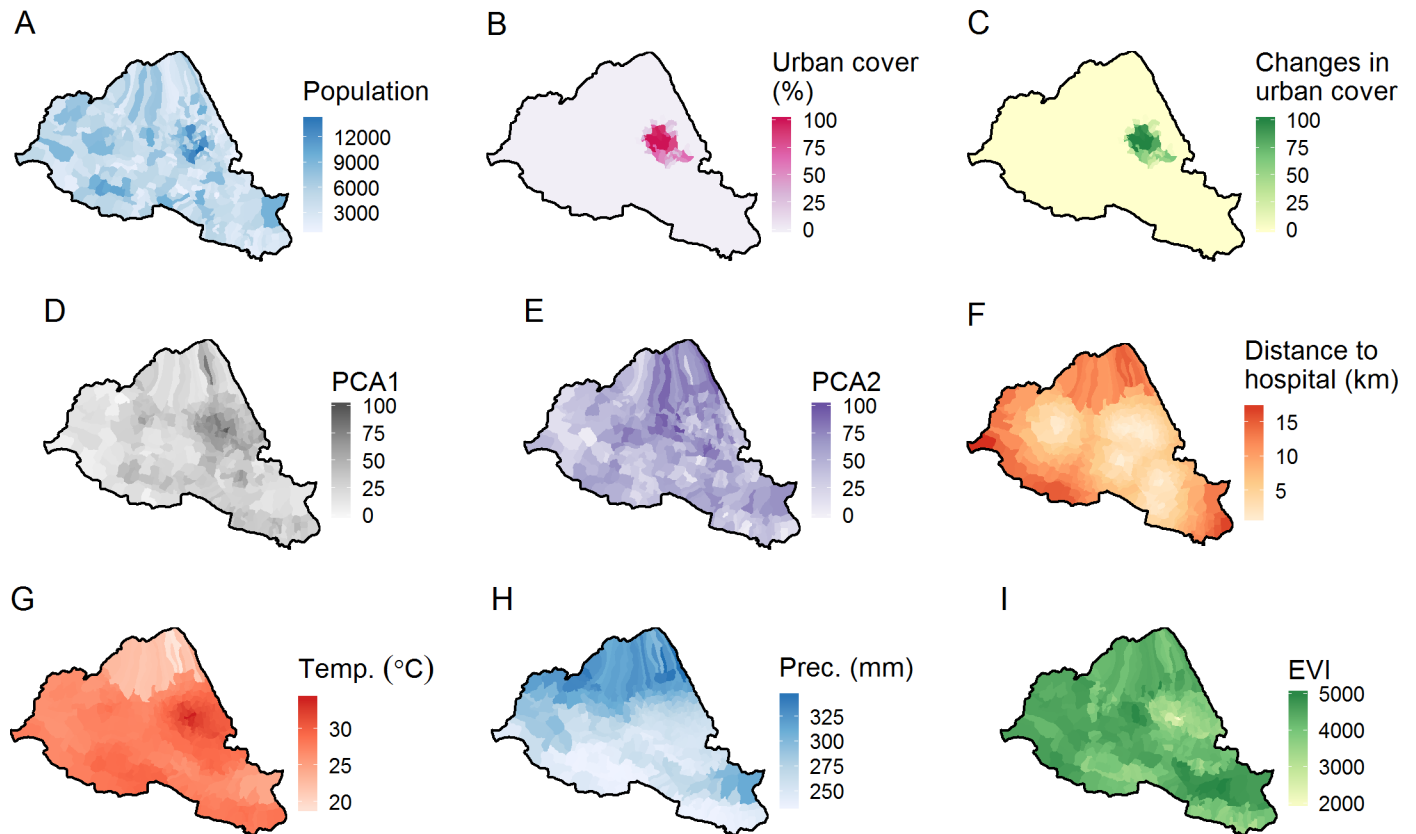 A
Population
12000
9000
6000
3000
B
Urban cover
(%)
100
75
50
25
0
C
Changes in
urban cover
100
75
50
25
0
D
PCA1
100
75
50
25
0
E
PCA2
100
75
50
25
0
F
Distance to
hospital (km)
15
10
5
G
Temp. (°C)
30
25
20
H
Prec. (mm)
325
300
275
250
I
EVI
5000
4000
3000
2000